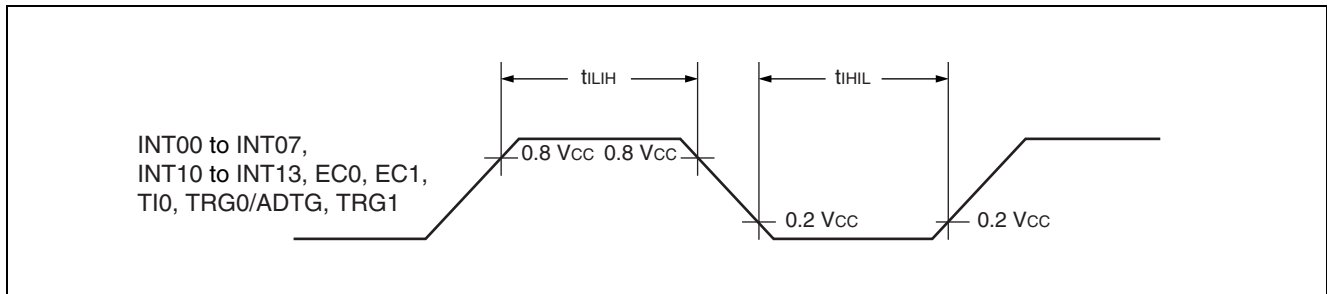 tILIH
tIHIL
INT00 to INT07,
INT10 to INT13, EC0, EC1,
TI0, TRG0/ADTG, TRG1
0.8 VCC 0.8 VCC
0.2 VCC
0.2 VCC